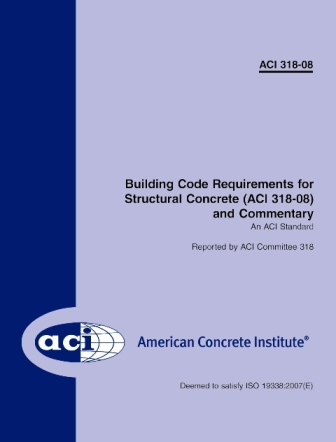 ACI 318-08
Building Code Requirements for
Structural Concrete (ACI 318-08)
and Commentary
An ACI Standard
Reported by ACI Committee 318
aci
American Concrete Institute®
Deemed to satisfy ISO 19338:2007(E)